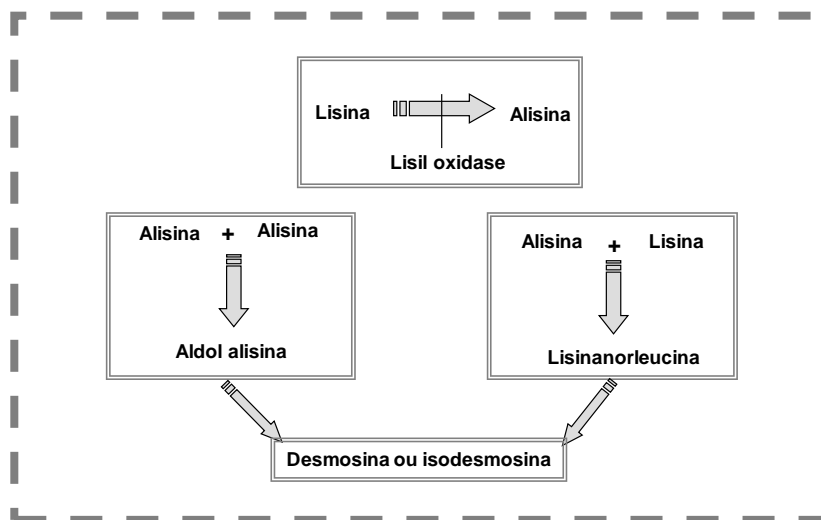 Lisina Alisina
Lisil oxidase
Alisina + Alisina
Aldol alisina
Alisina + Lisina
Lisinanorleucina
Desmosina ou isodesmosina